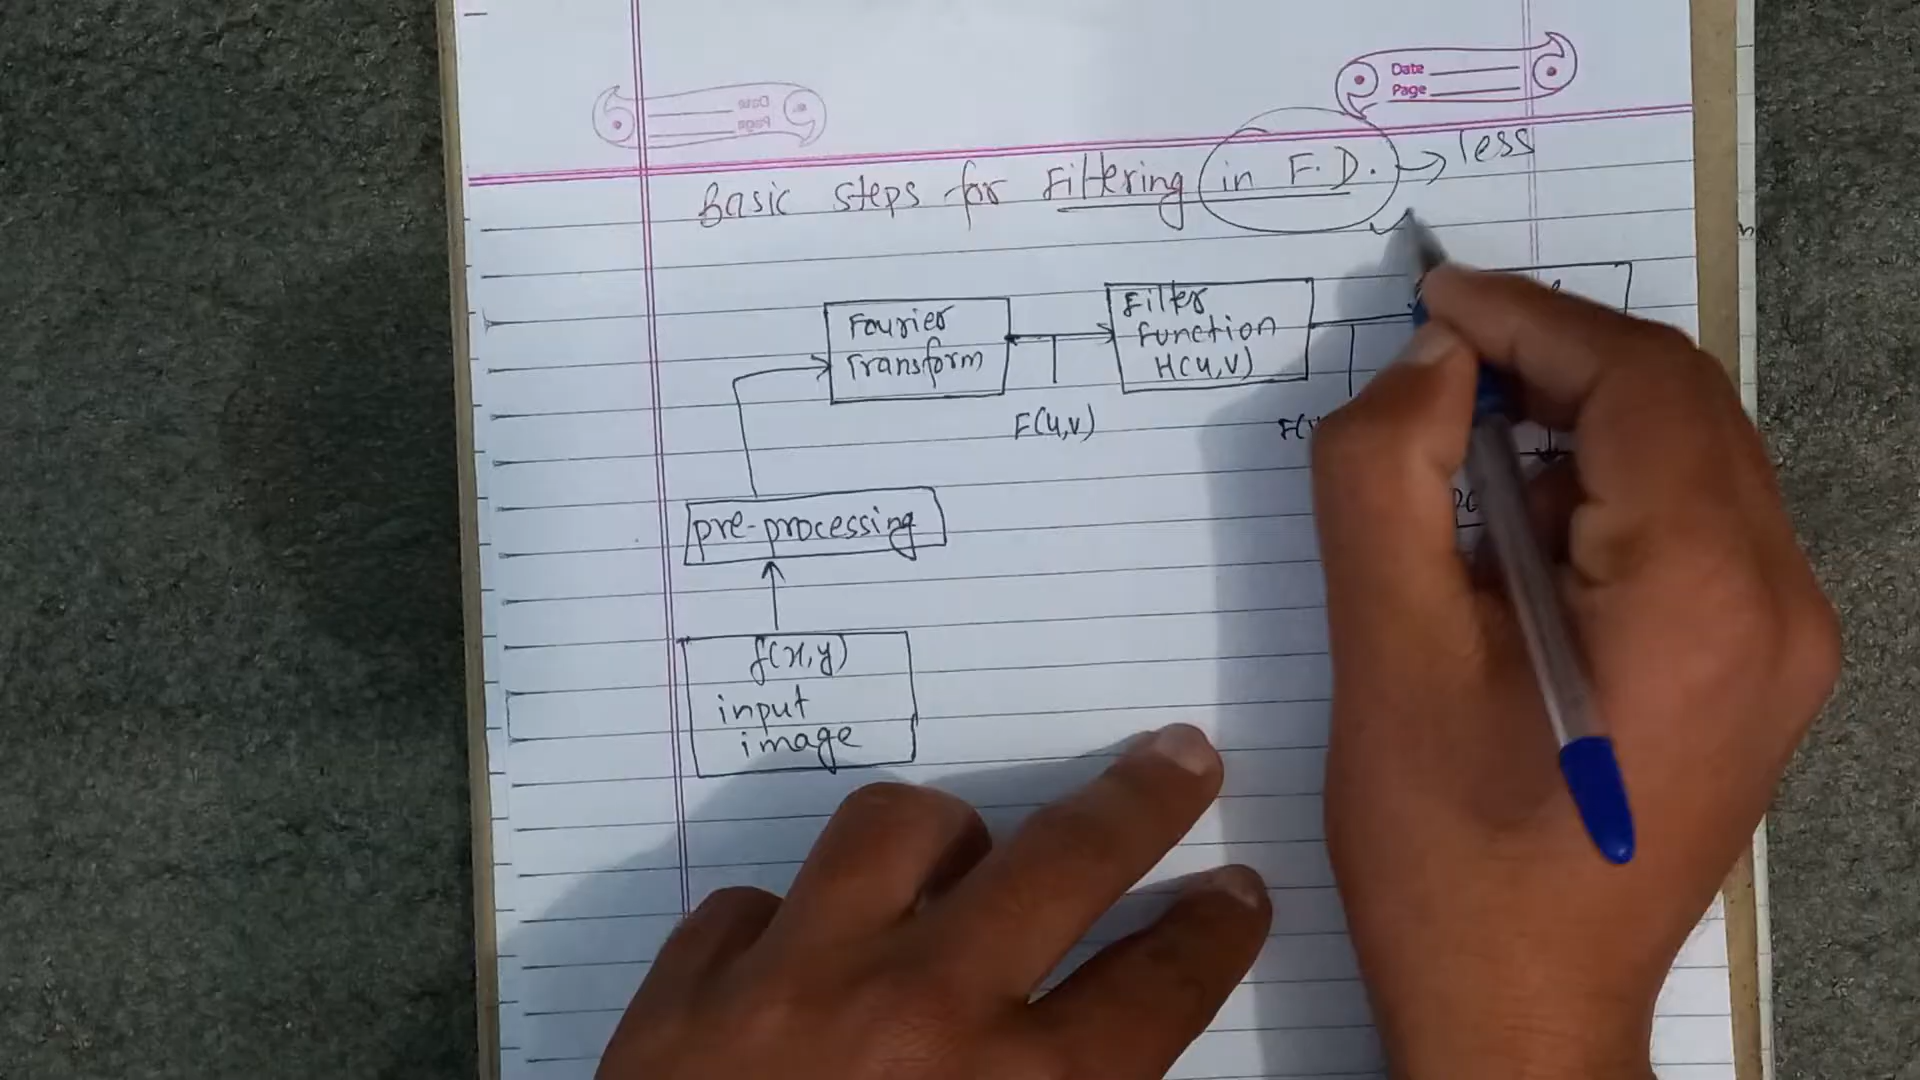 Date
Page
less
Basic steps for Filtering in F.D.
Fourier
Transform
Filter
Function
H(u,v)
F(u,v)
pre-processing
f(x,y)
input
image